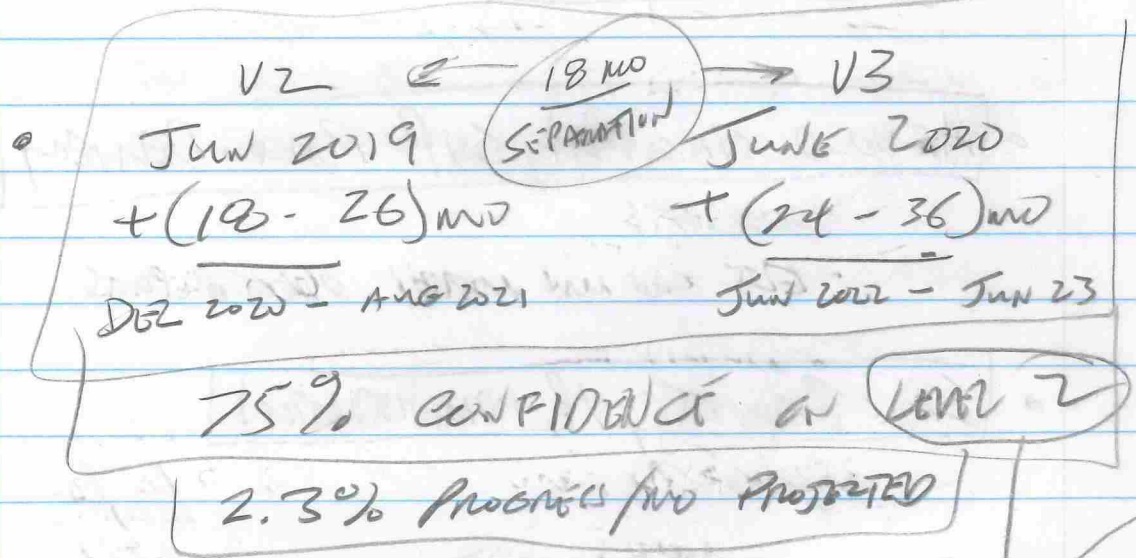 V2 ← 18 MO → V3
SEPARATION
• JUN 2019 JUNE 2020
+(18 - 26) MO + (24 - 36) MO
DEZ 2020 - AUG 2021 JUN 2022 - JUN 23
75% CONFIDENCE ON LEVEL 2
2.3% PROGRESS/MO PROJECTED